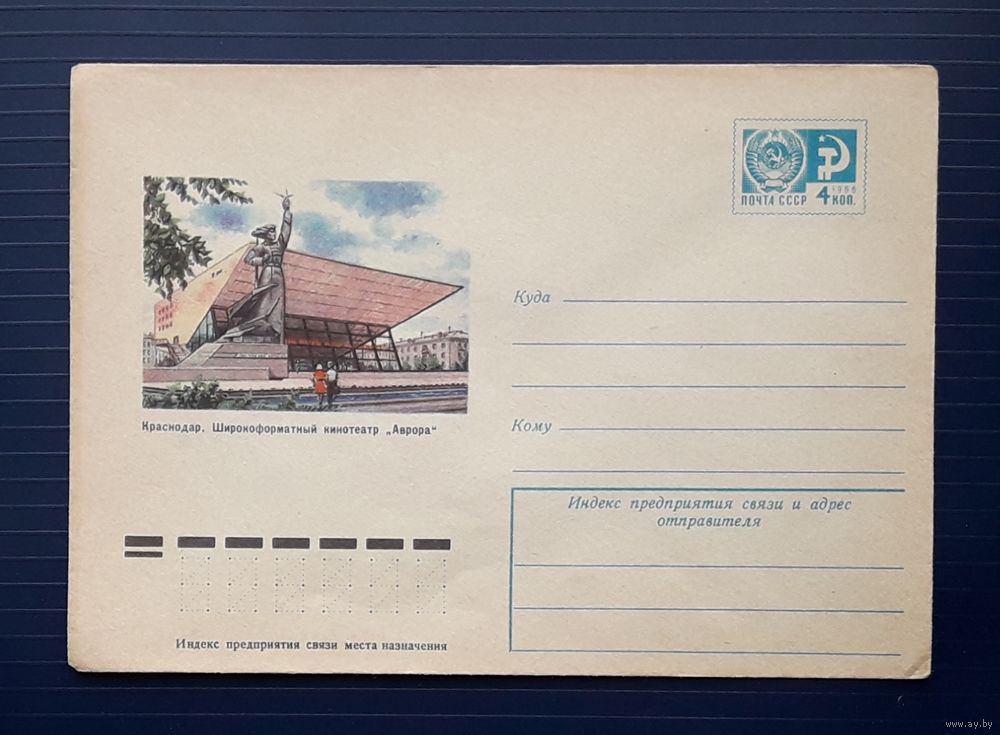 ПОЧТА СССР 4 1966 КОП.
Краснодар. Широкоформатный кинотеатр „Аврора“
Куда
Кому
Индекс предприятия связи и адрес
отправителя
Индекс предприятия связи места назначения
www.ay.by